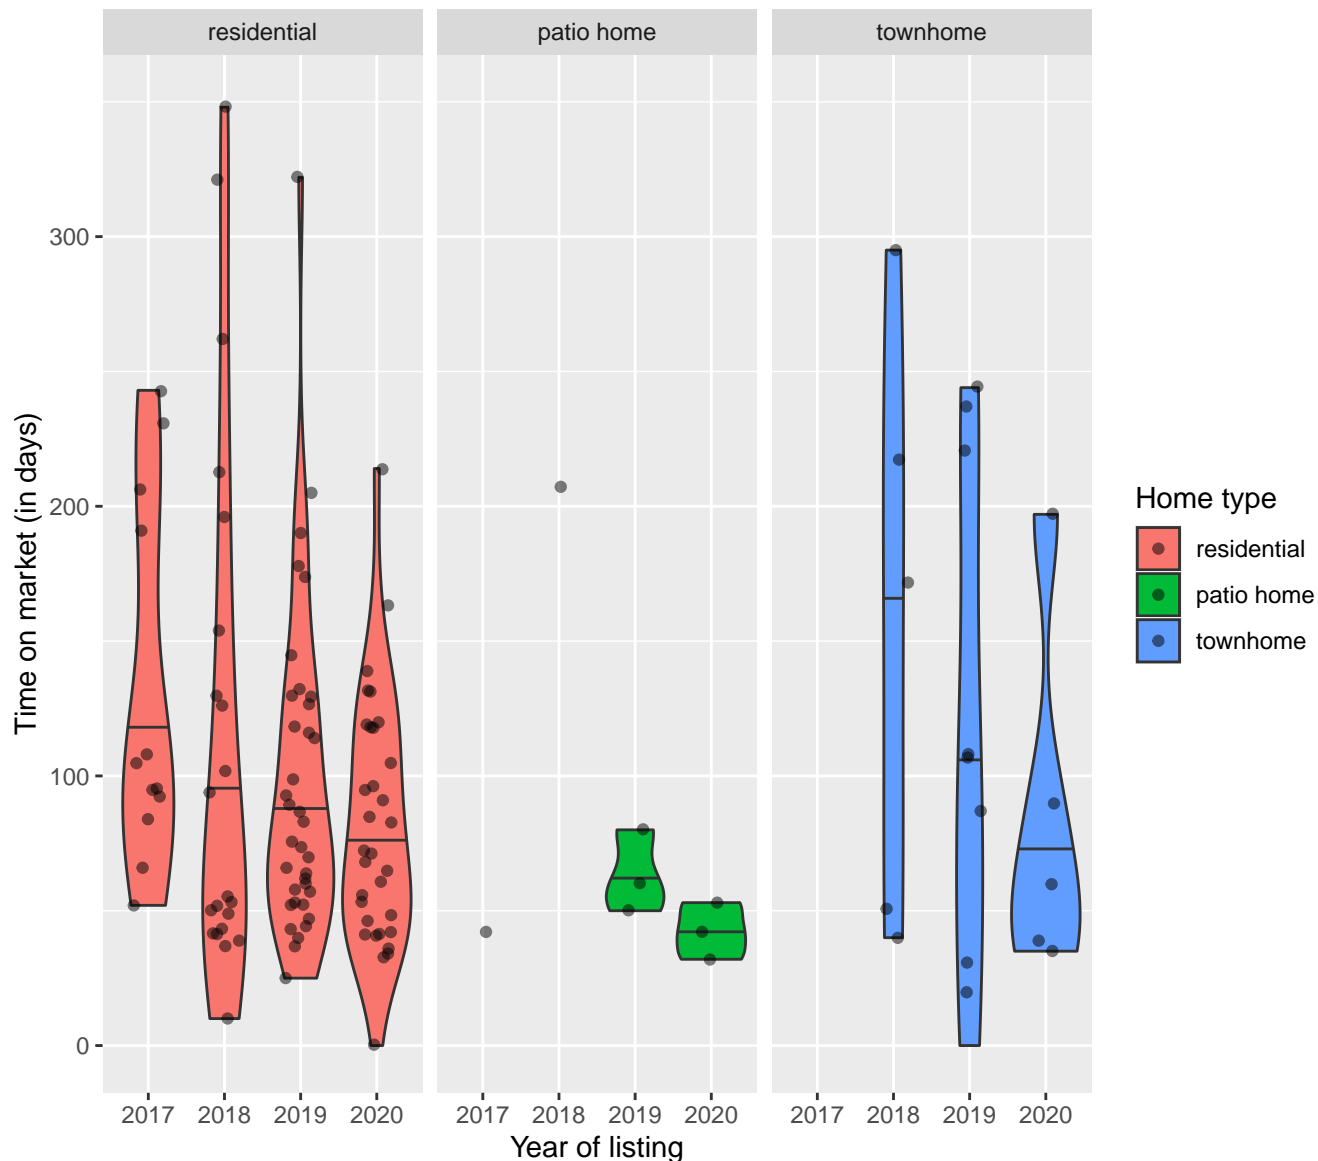 residential patio home townhome
300
200
100
0
Time on market (in days)
2017 2018 2019 2020 2017 2018 2019 2020 2017 2018 2019 2020
Year of listing
Home type
residential
patio home
townhome